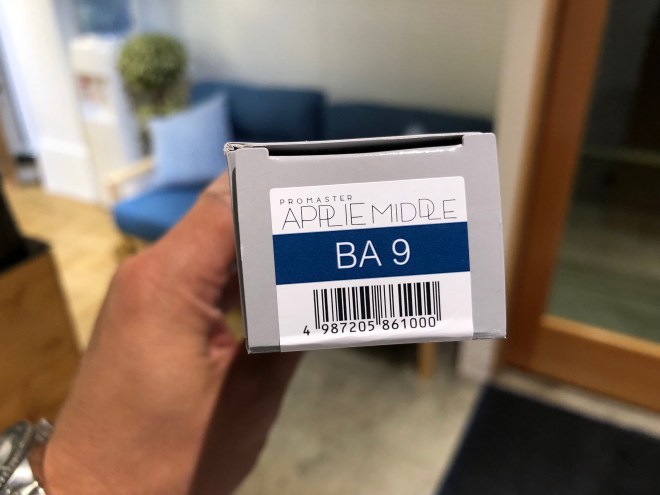 PROMASTER
APPLIE MIDDLE
BA 9
4 987205 861000